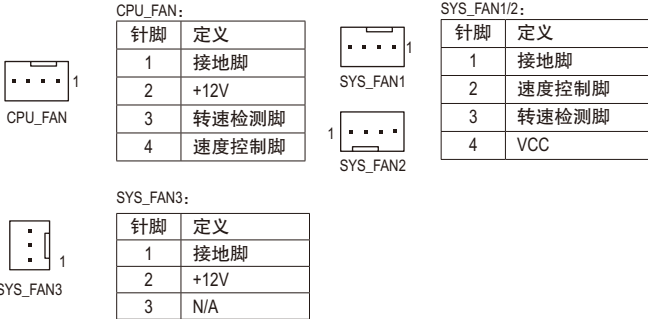 CPU_FAN：
针脚 定义
1 接地脚
2 +12V
3 转速检测脚
4 速度控制脚
1
CPU_FAN
SYS_FAN1/2：
针脚 定义
1 接地脚
2 速度控制脚
3 转速检测脚
4 VCC
1
SYS_FAN1
1
SYS_FAN2
SYS_FAN3：
针脚 定义
1 接地脚
2 +12V
3 N/A
1
SYS_FAN3